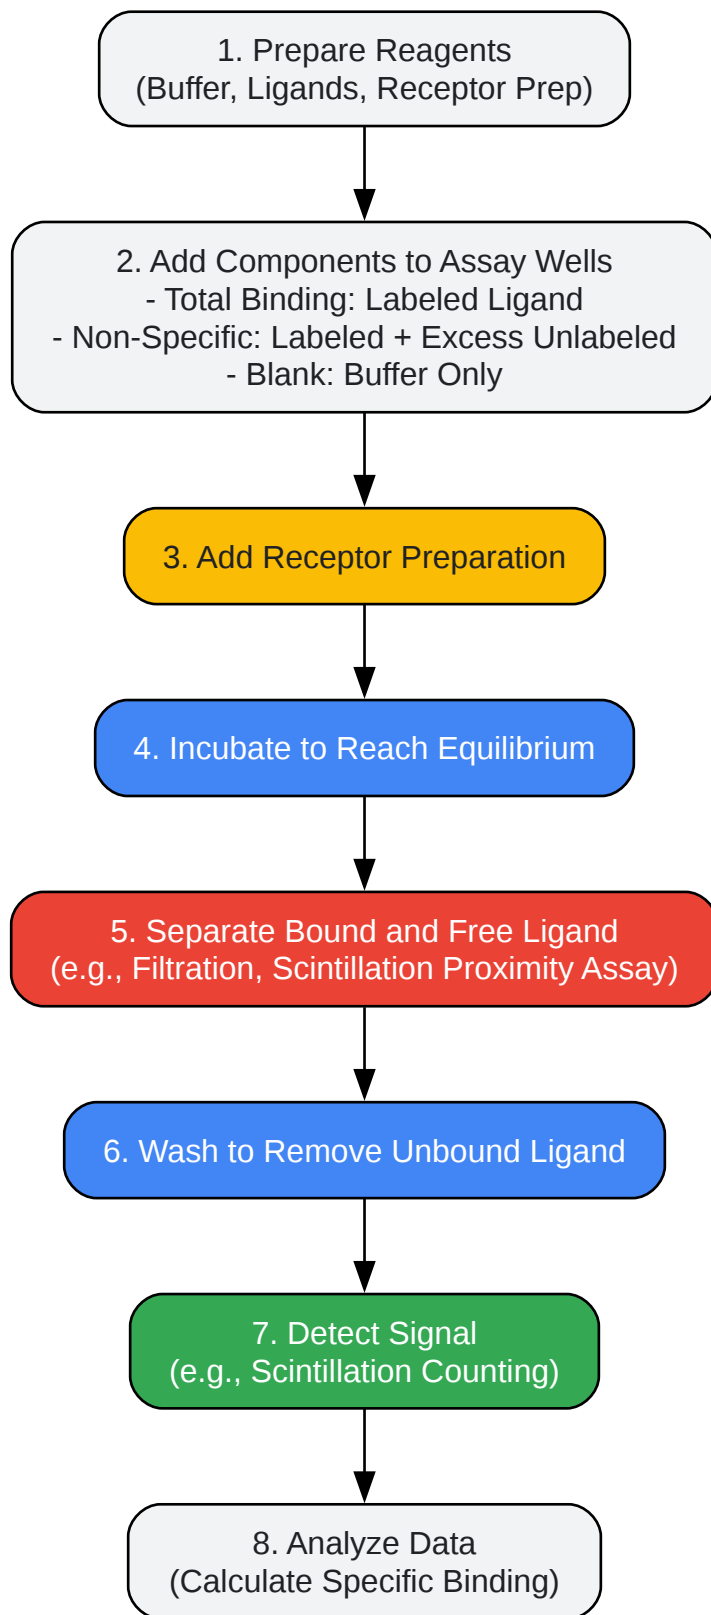 1. Prepare Reagents
(Buffer, Ligands, Receptor Prep)
2. Add Components to Assay Wells
- Total Binding: Labeled Ligand
- Non-Specific: Labeled + Excess Unlabeled
- Blank: Buffer Only
3. Add Receptor Preparation
4. Incubate to Reach Equilibrium
5. Separate Bound and Free Ligand
(e.g., Filtration, Scintillation Proximity Assay)
6. Wash to Remove Unbound Ligand
7. Detect Signal
(e.g., Scintillation Counting)
8. Analyze Data
(Calculate Specific Binding)